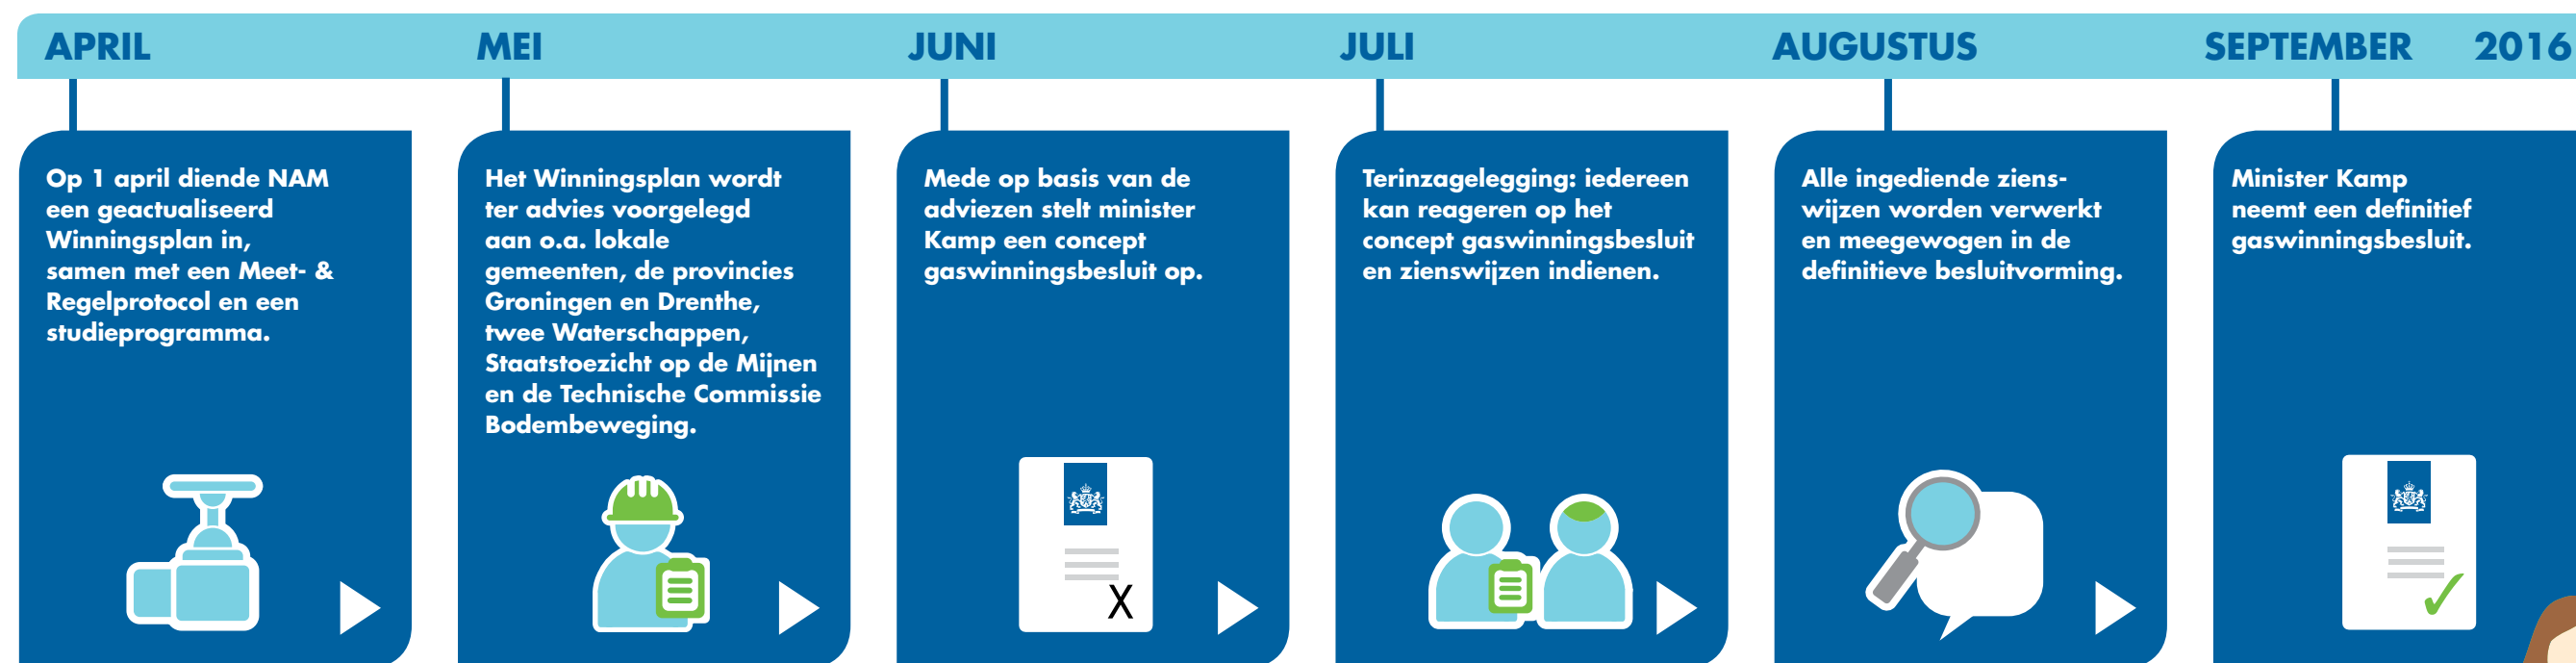 APRIL
MEI
JUNI
JULI
AUGUSTUS
SEPTEMBER 2016
Op 1 april diende NAM
een geactualiseerd
Winningsplan in,
samen met een Meet- &
Regelprotocol en een
studieprogramma.
Het Winningsplan wordt
ter advies voorgelegd
aan o.a. lokale
gemeenten, de provincies
Groningen en Drenthe,
twee Waterschappen,
Staatstoezicht op de Mijnen
en de Technische Commissie
Bodembeweging.
Mede op basis van de
adviezen stelt minister
Kamp een concept
gaswinningsbesluit op.
X
Terinzagelegging: iedereen
kan reageren op het
concept gaswinningsbesluit
en zienswijzen indienen.
Alle ingediende ziens-
wijzen worden verwerkt
en meegewogen in de
definitieve besluitvorming.
Minister Kamp
neemt een definitief
gaswinningsbesluit.